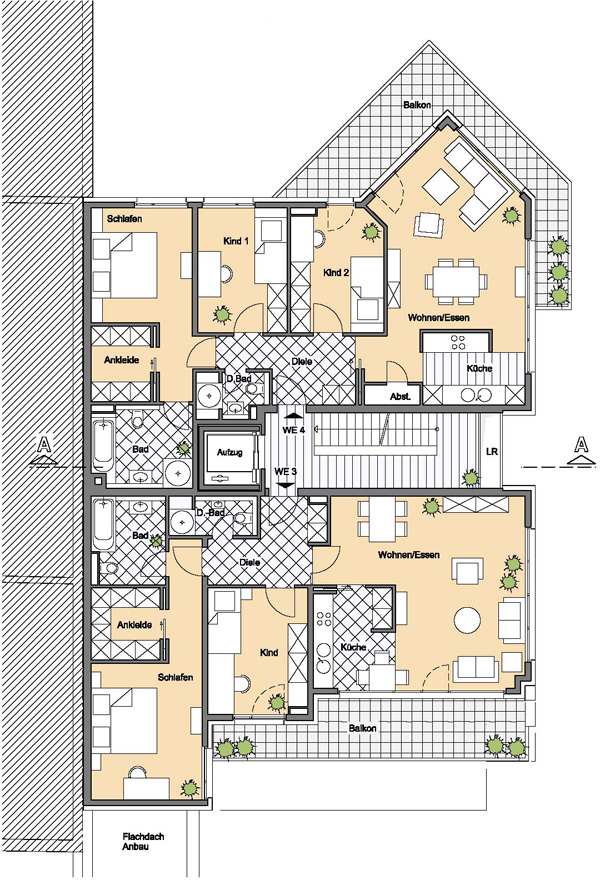 Balkon
Schlafen
Kind 1
Kind 2
Wohnen/Essen
Ankleide
Diele
Küche
D.Bad
Abst.
WE 4
A
Bad
Aufzug
LR
A
WE 3
D.-Bad
Bad
Wohnen/Essen
Diele
Ankleide
Kind
Küche
Schlafen
Balkon
Flachdach
Anbau